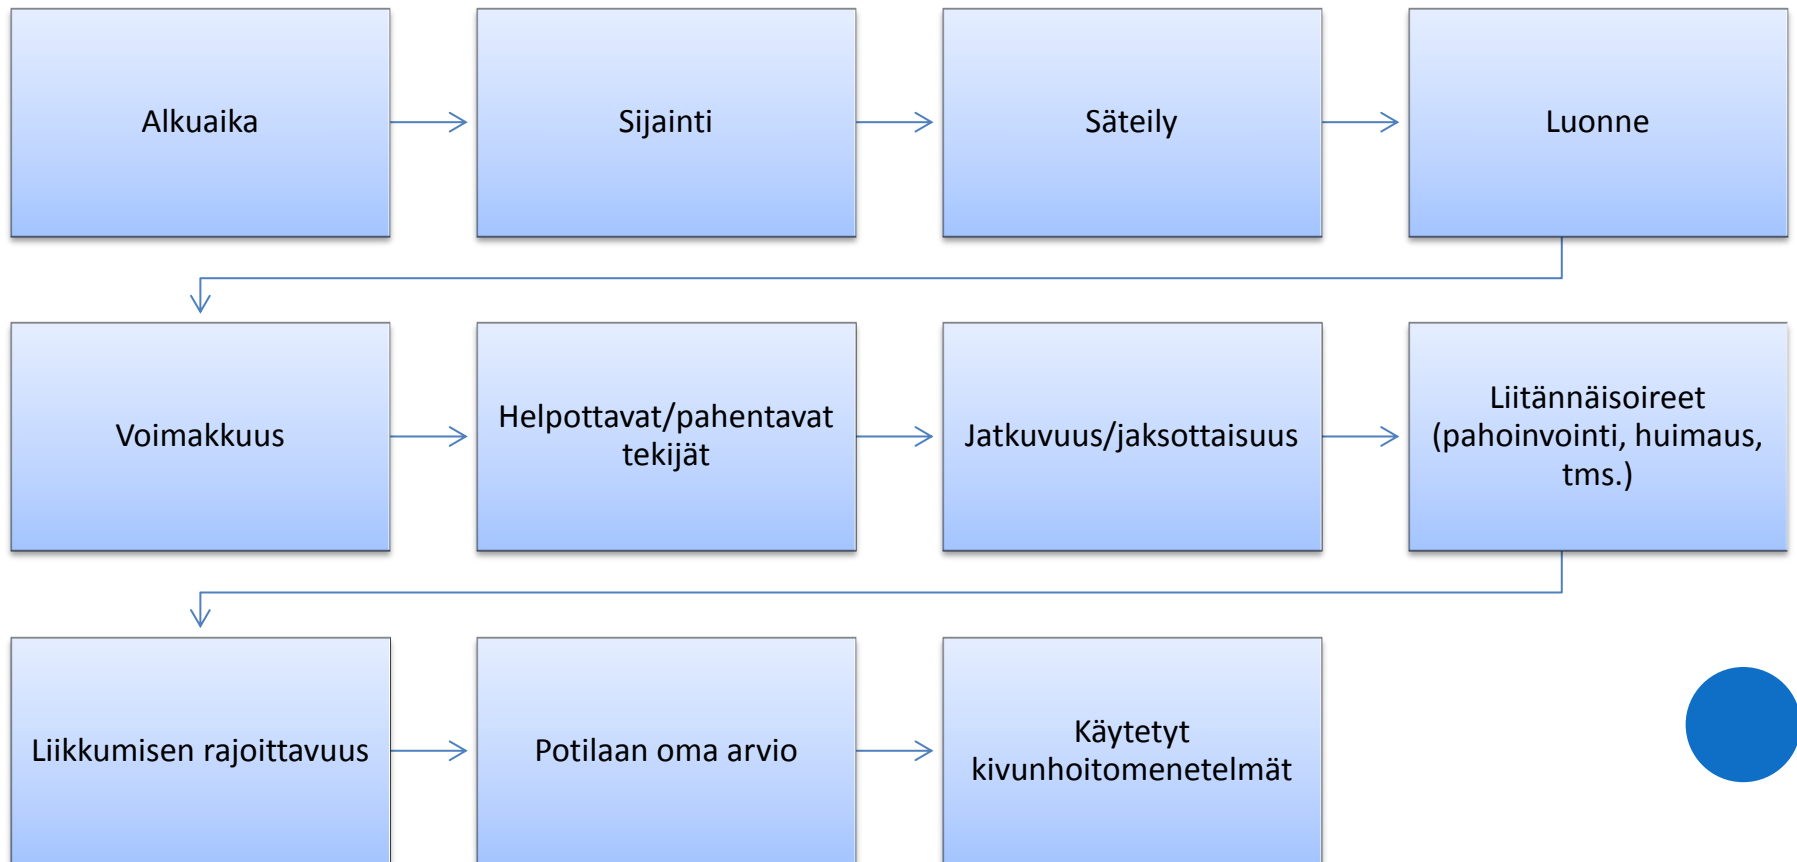 Alkuaika
Sijainti
Säteily
Luonne
Voimakkuus
Helpottavat/pahentavat
tekijät
Jatkuvuus/jaksottaisuus
Liitännäisoireet
(pahoinvointi, huimaus,
tms.)
Liikkumisen rajoittavuus
Potilaan oma arvio
Käytetyt
kivunhoitomenetelmät